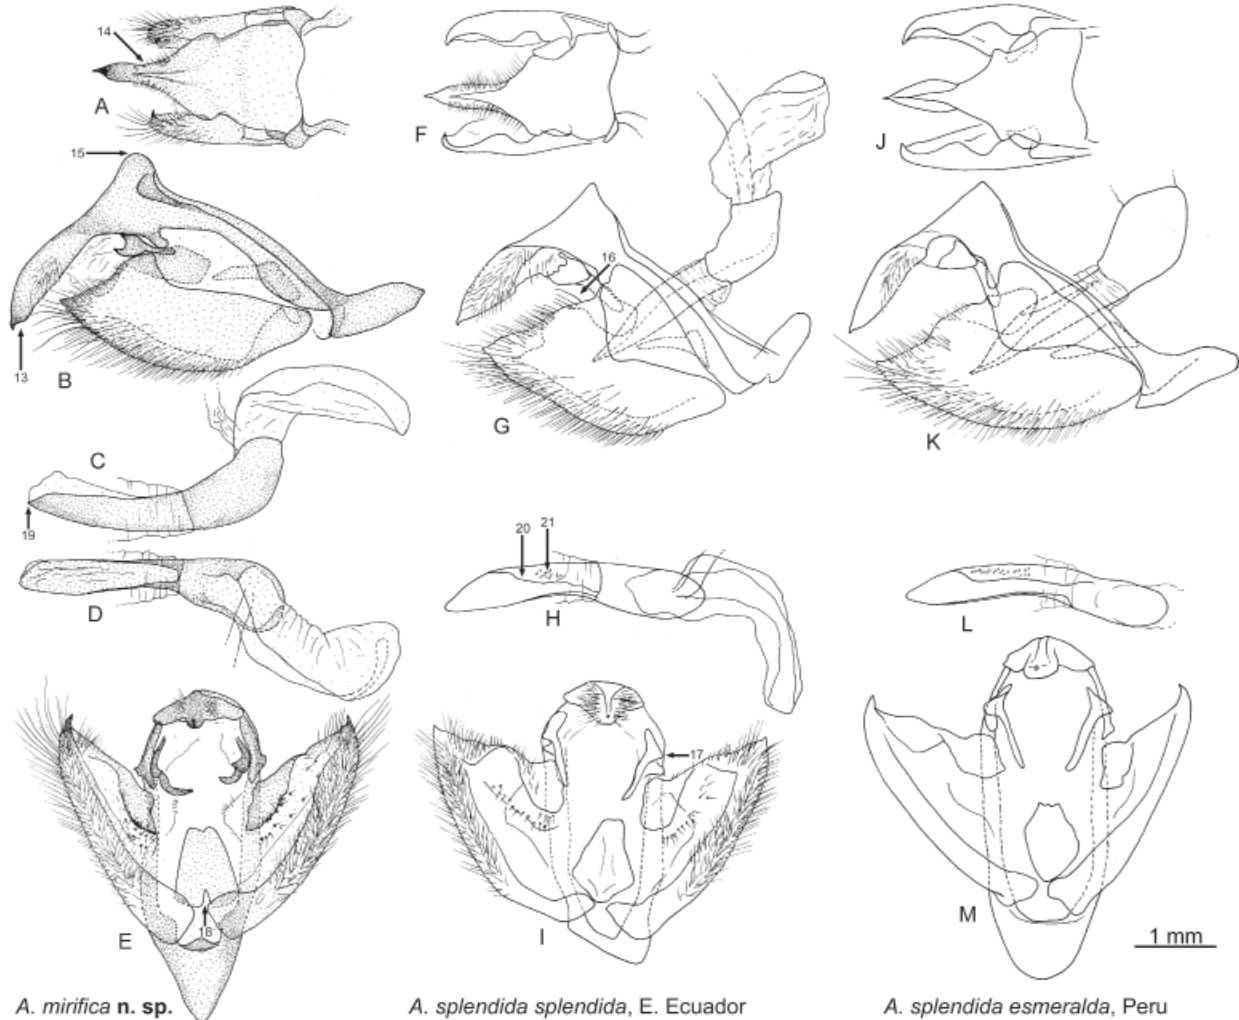 14
A
F
J
15
16
13
B
G
K
C
19
20
21
D
H
L
17
18
E
I
M
1 mm
A. mirifica n. sp.
A. splendida splendida, E. Ecuador
A. splendida esmeralda, Peru